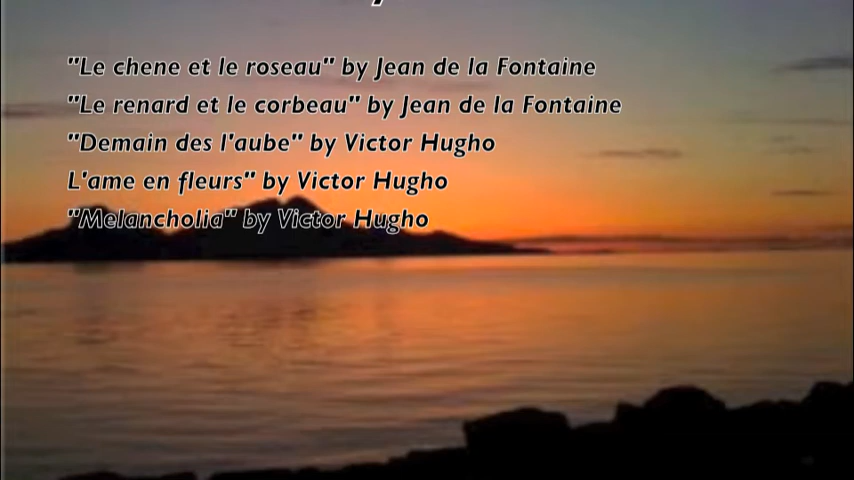 "Le chene et le roseau" by Jean de la Fontaine
"Le renard et le corbeau" by Jean de la Fontaine
"Demain des l'aube" by Victor Hugho
L'ame en fleurs" by Victor Hugho
"Melancholia" by Victor Hugho